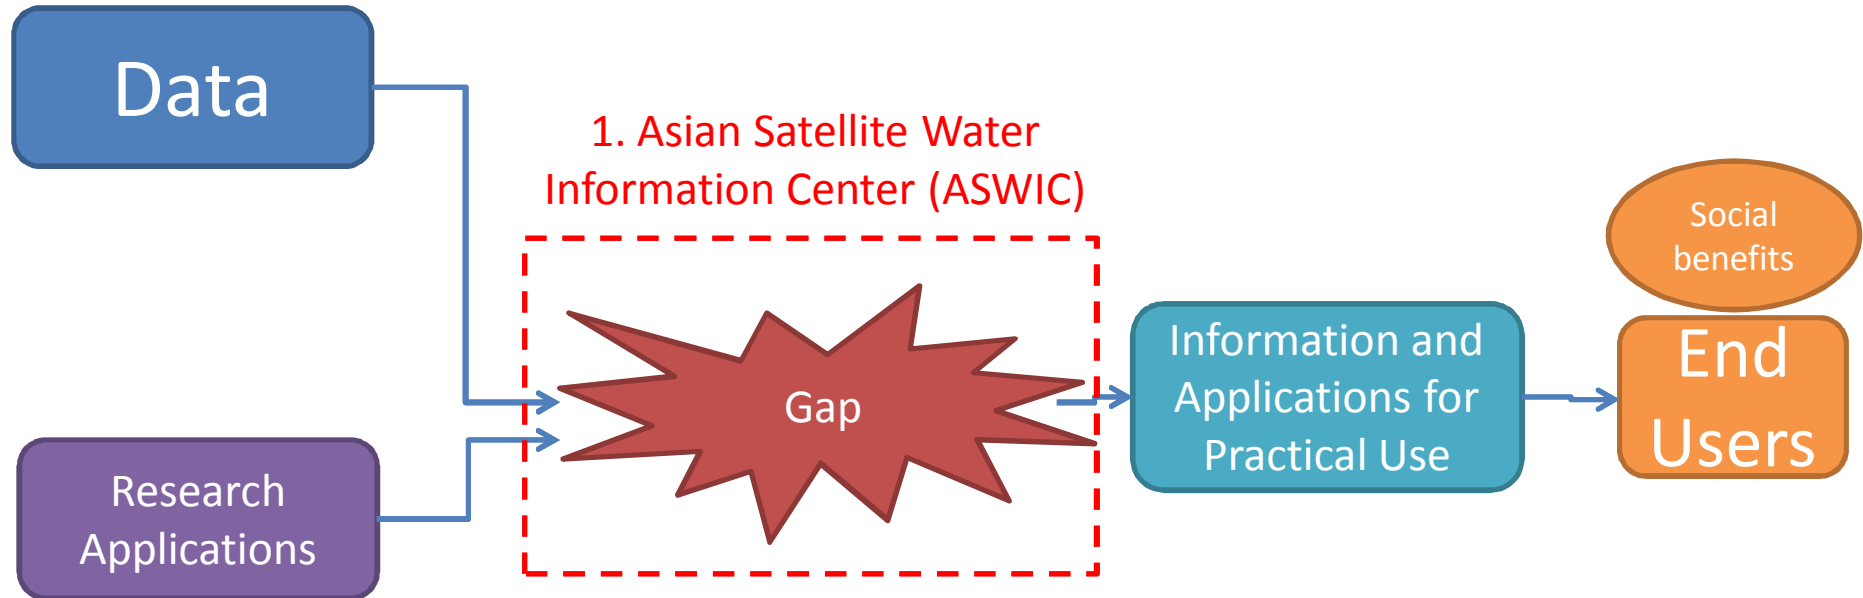 Data
1. Asian Satellite Water
Information Center (ASWIC)
Social
benefits
Gap
Information and
Applications for
Practical Use
End
Users
Research
Applications